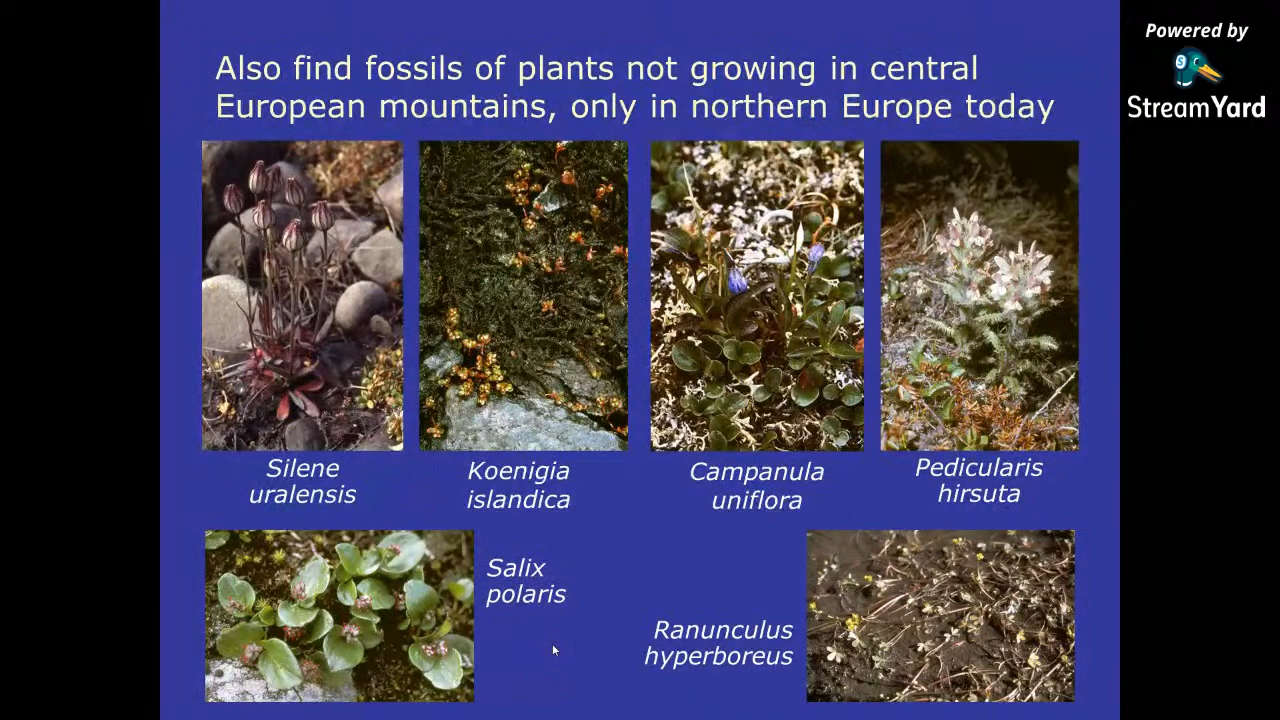 Also find fossils of plants not growing in central
European mountains, only in northern Europe today
Powered by
StreamYard
Silene
uralensis
Koenigia
islandica
Campanula
uniflora
Pedicularis
hirsuta
Salix
polaris
Ranunculus
hyperboreus